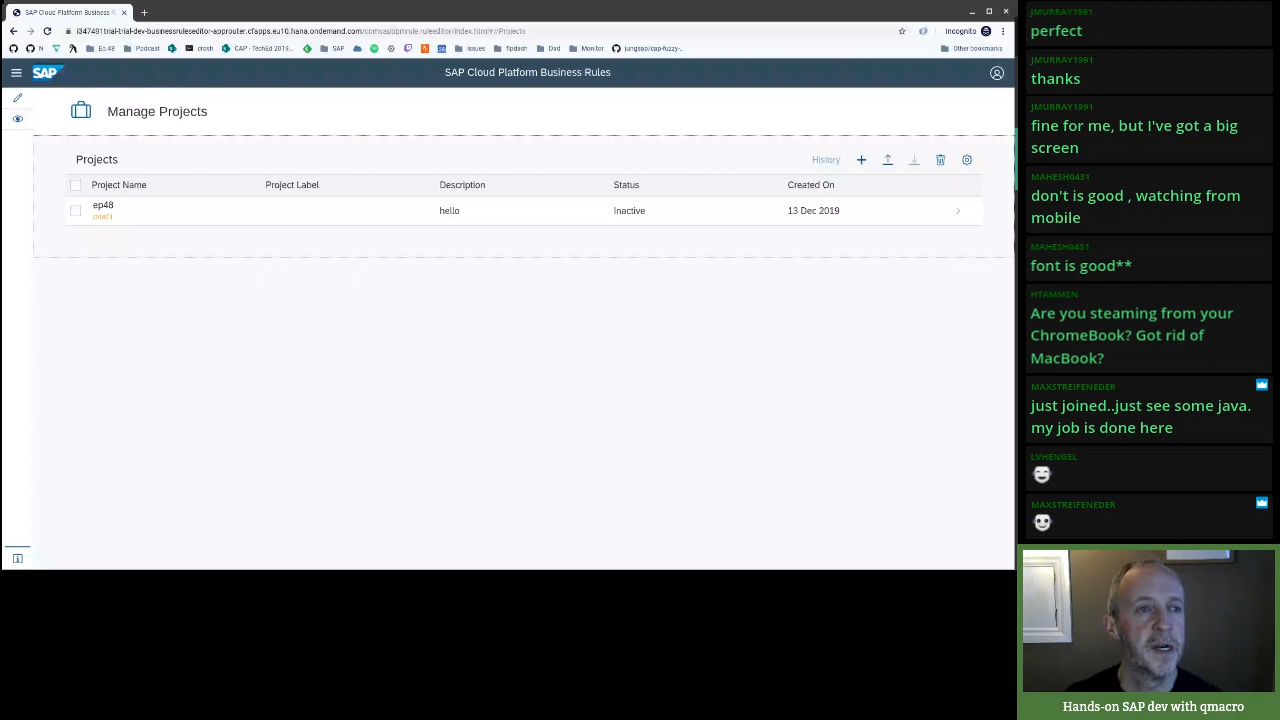 SAP Cloud Platform Business R
i347491trial-trial-dev-businessruleseditor-approuter.cfapps.eu10.hana.ondemand.com/comsapbpmrule.ruleeditor/index.html#/Projects
Incognito
N
Ep.48
Podcast
crosh
CAP - TechEd 2019...
SAP
Issues
flpdash
Dad
Monitor
jungsap/cap-fuzzy-...
Other bookmarks
SAP
SAP Cloud Platform Business Rules
Manage Projects
Projects
History
Project Name Project Label Description Status Created On
ep48 hello Inactive 13 Dec 2019
DRAFT
JMURRAY1991
perfect
JMURRAY1991
thanks
JMURRAY1991
fine for me, but I've got a big
screen
MAHESH0431
don't is good , watching from
mobile
MAHESH0431
font is good**
HTAMMEN
Are you steaming from your
ChromeBook? Got rid of
MacBook?
MAXSTREIFENEDER
just joined..just see some java.
my job is done here
LVHENGEL
MAXSTREIFENEDER
Hands-on SAP dev with qmacro